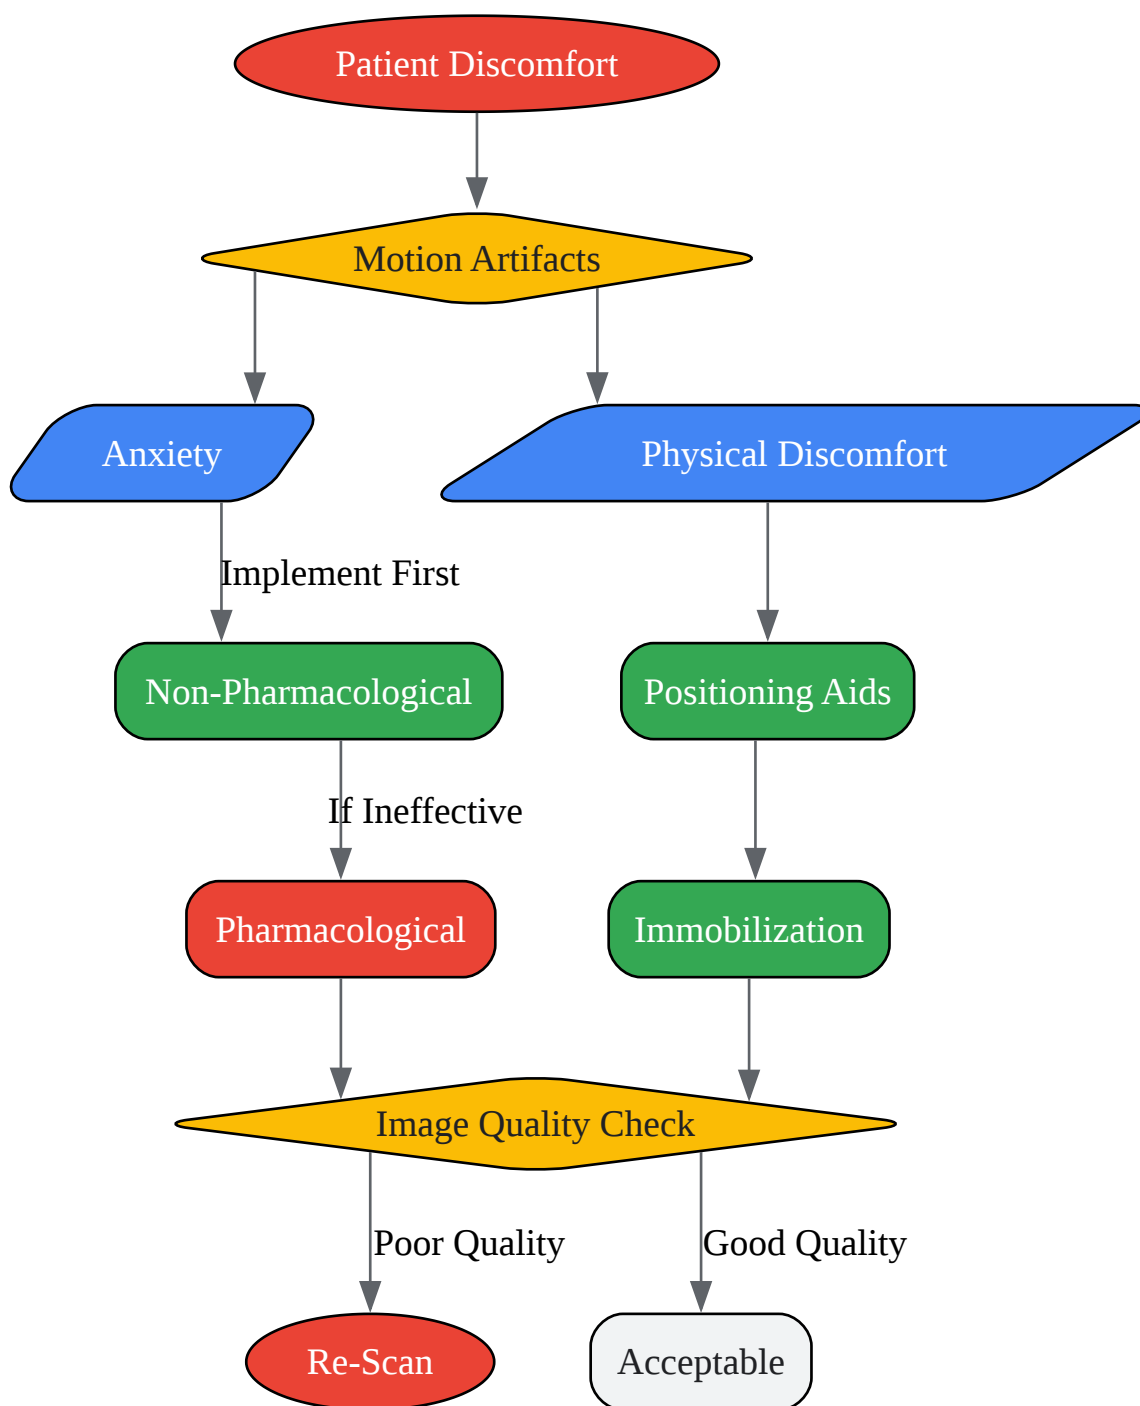 Patient Discomfort
Motion Artifacts
Anxiety
Physical Discomfort
Implement First
Non-Pharmacological
Positioning Aids
If Ineffective
Pharmacological
Immobilization
Image Quality Check
Poor Quality
Good Quality
Re-Scan
Acceptable